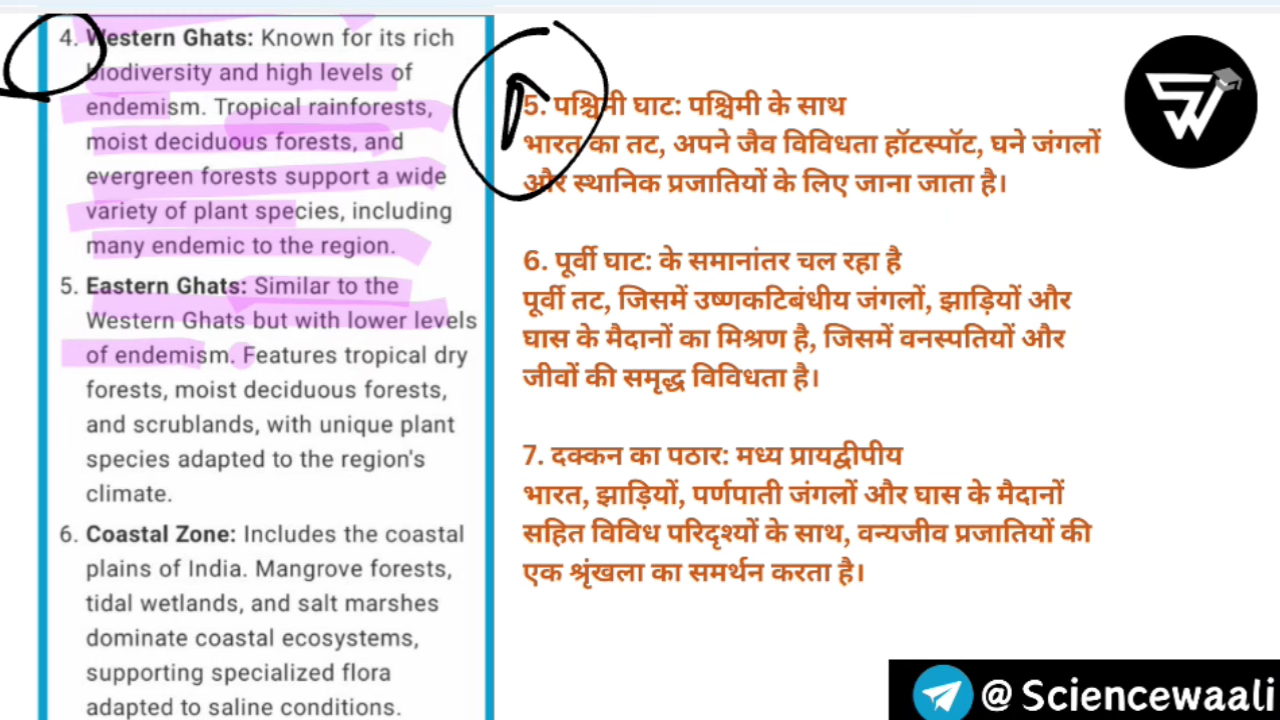 4. Western Ghats: Known for its rich
biodiversity and high levels of
endemism. Tropical rainforests,
moist deciduous forests, and
evergreen forests support a wide
variety of plant species, including
many endemic to the region.
5. Eastern Ghats: Similar to the
Western Ghats but with lower levels
of endemism. Features tropical dry
forests, moist deciduous forests,
and scrublands, with unique plant
species adapted to the region's
climate.
6. Coastal Zone: Includes the coastal
plains of India. Mangrove forests,
tidal wetlands, and salt marshes
dominate coastal ecosystems,
supporting specialized flora
adapted to saline conditions.
5. पश्चिमी घाट: पश्चिमी के साथ
भारत का तट, अपने जैव विविधता हॉटस्पॉट, घने जंगलों
और स्थानिक प्रजातियों के लिए जाना जाता है।
6. पूर्वी घाट: के समानांतर चल रहा है
पूर्वी तट, जिसमें उष्णकटिबंधीय जंगलों, झाड़ियों और
घास के मैदानों का मिश्रण है, जिसमें वनस्पतियों और
जीवों की समृद्ध विविधता है।
7. दक्कन का पठार: मध्य प्रायद्वीपीय
भारत, झाड़ियों, पर्णपाती जंगलों और घास के मैदानों
सहित विविध परिदृश्यों के साथ, वन्यजीव प्रजातियों की
एक श्रृंखला का समर्थन करता है।
SW
@ Sciencewaali